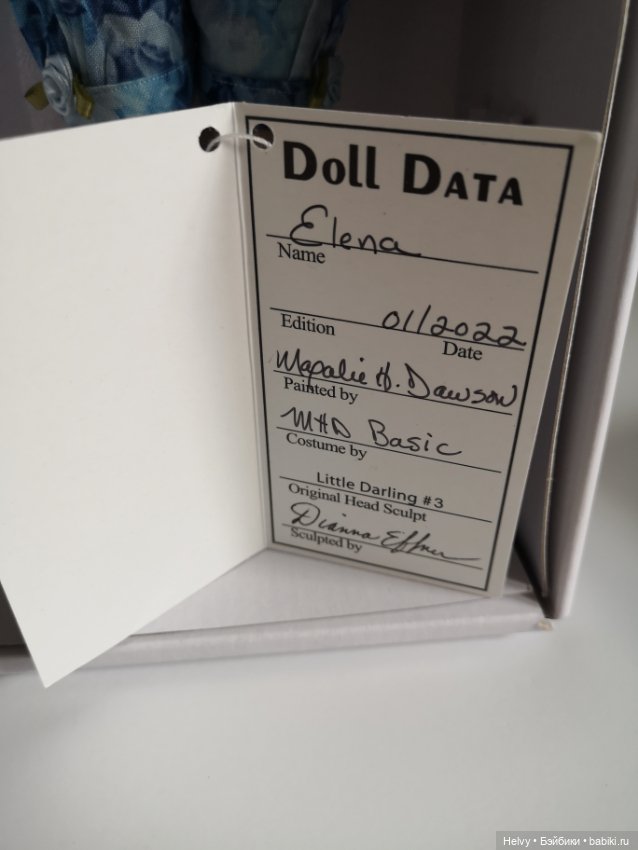 Doll Data
Elena
Name
01/2022
Edition Date
Magalie H. Dawson
Painted by
MHD Basic
Costume by
Little Darling #3
Original Head Sculpt
Dianna Effner
Sculpted by
Helvy • Бэйбики • babiki.ru